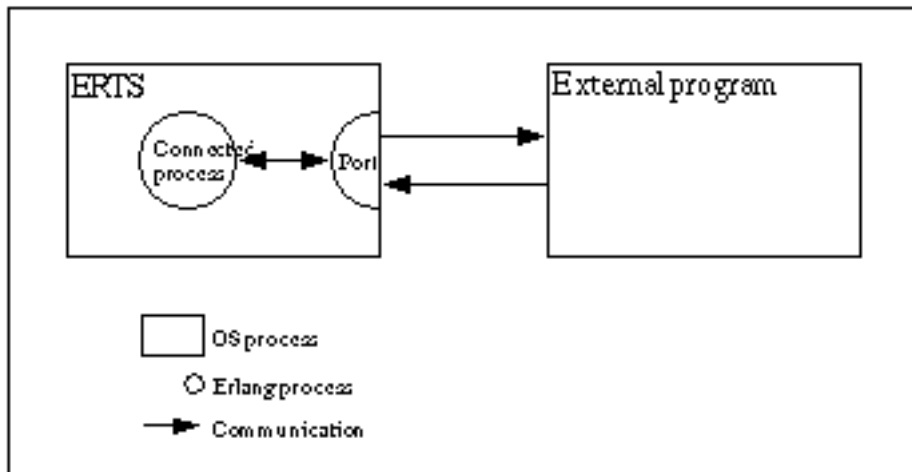 ERTS
External program
Connected
process
Port
OS process
Erlang process
Communication